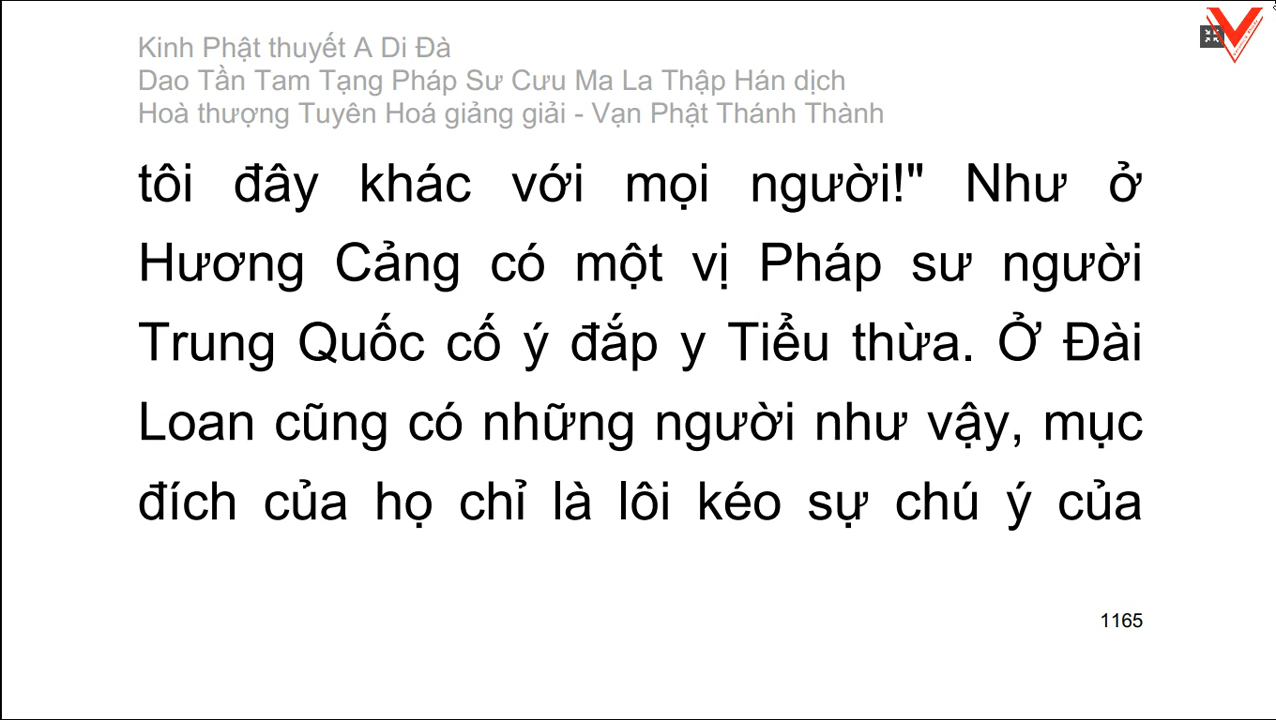 Kinh Phật thuyết A Di Đà
Dao Tần Tam Tạng Pháp Sư Cưu Ma La Thập Hán dịch
Hoà thượng Tuyên Hoá giảng giải - Vạn Phật Thánh Thành
tôi đây khác với mọi người!" Như ở
Hương Cảng có một vị Pháp sư người
Trung Quốc cố ý đắp y Tiểu thừa. Ở Đài
Loan cũng có những người như vậy, mục
đích của họ chỉ là lôi kéo sự chú ý của
1165